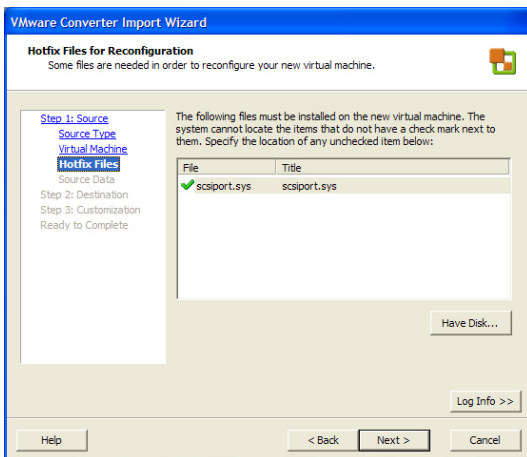 VMware Converter Import Wizard
Hotfix Files for Reconfiguration
Some files are needed in order to reconfigure your new virtual machine.
Step 1: Source
Source Type
Virtual Machine
Hotfix Files
Source Data
Step 2: Destination
Step 3: Customization
Ready to Complete
The following files must be installed on the new virtual machine. The
system cannot locate the items that do not have a check mark next to
them. Specify the location of any unchecked item below:
File Title
scsiport.sys scsiport.sys
Have Disk...
Log Info >>
Help < Back Next > Cancel